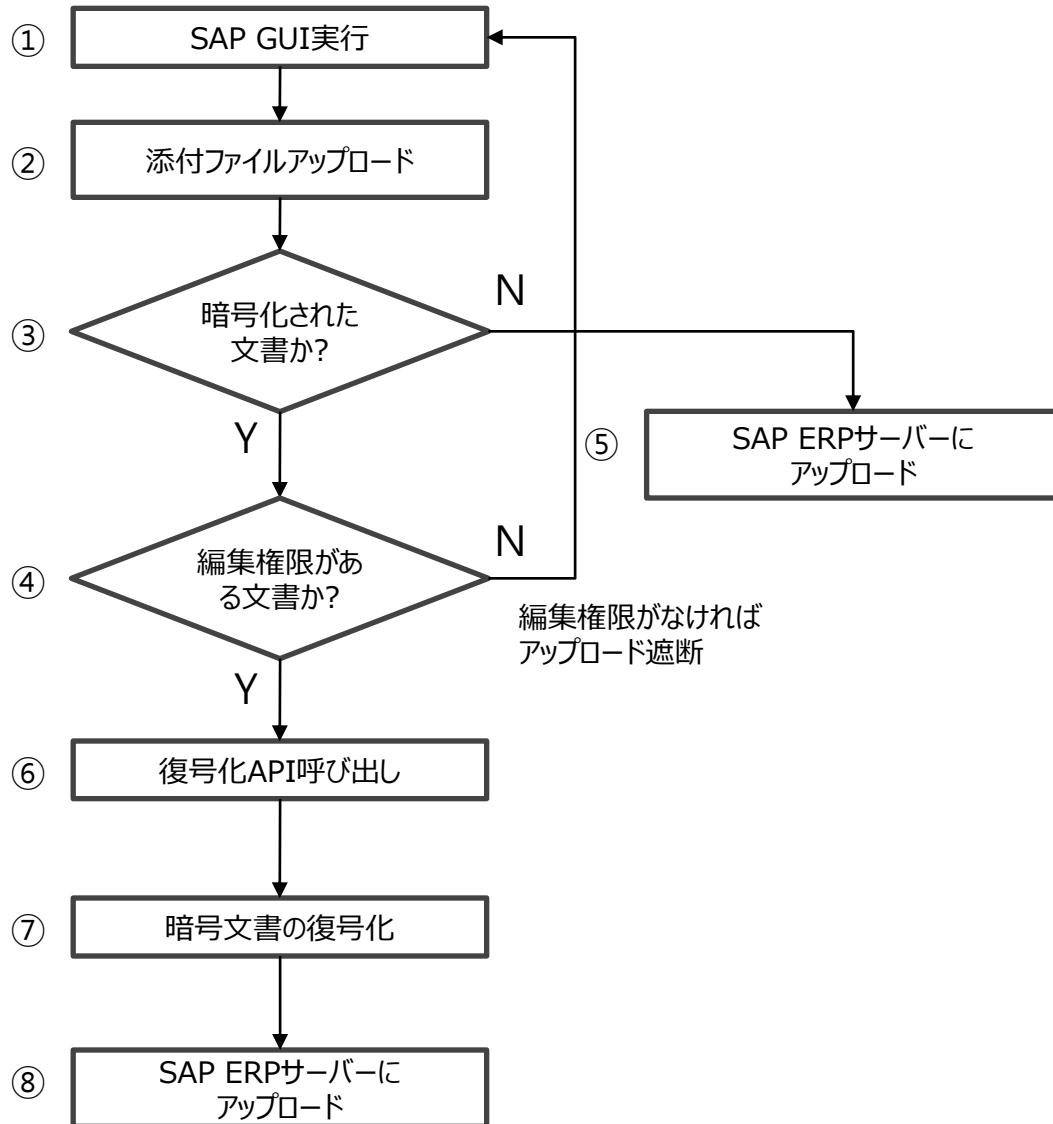 ①
SAP GUI実行
②
添付ファイルアップロード
③
暗号化された
文書か?
N
Y
⑤
SAP ERPサーバーに
アップロード
④
編集権限があ
る文書か?
N
編集権限がなければ
アップロード遮断
Y
⑥
復号化API呼び出し
⑦
暗号文書の復号化
⑧
SAP ERPサーバーに
アップロード